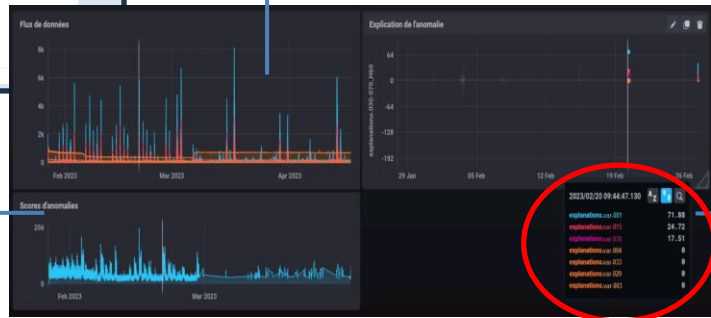 Flux de données
8k
6k
4k
2k
0
Feb 2023
Mar 2023
Apr 2023
Explication de l'anomalie
explanations.030-070_M60
64
0
-64
-128
-192
29 Jan
05 Feb
12 Feb
19 Feb
26 Feb
Scores d'anomalies
256
0
Feb 2023
Mar 2023
2023/02/20 09:44:47.130
explanations.var-001 71.88
explanations.var-015 24.72
explanations.var-030 17.51
explanations.var-004 0
explanations.var-033 0
explanations.var-020 0
explanations.var-063 0